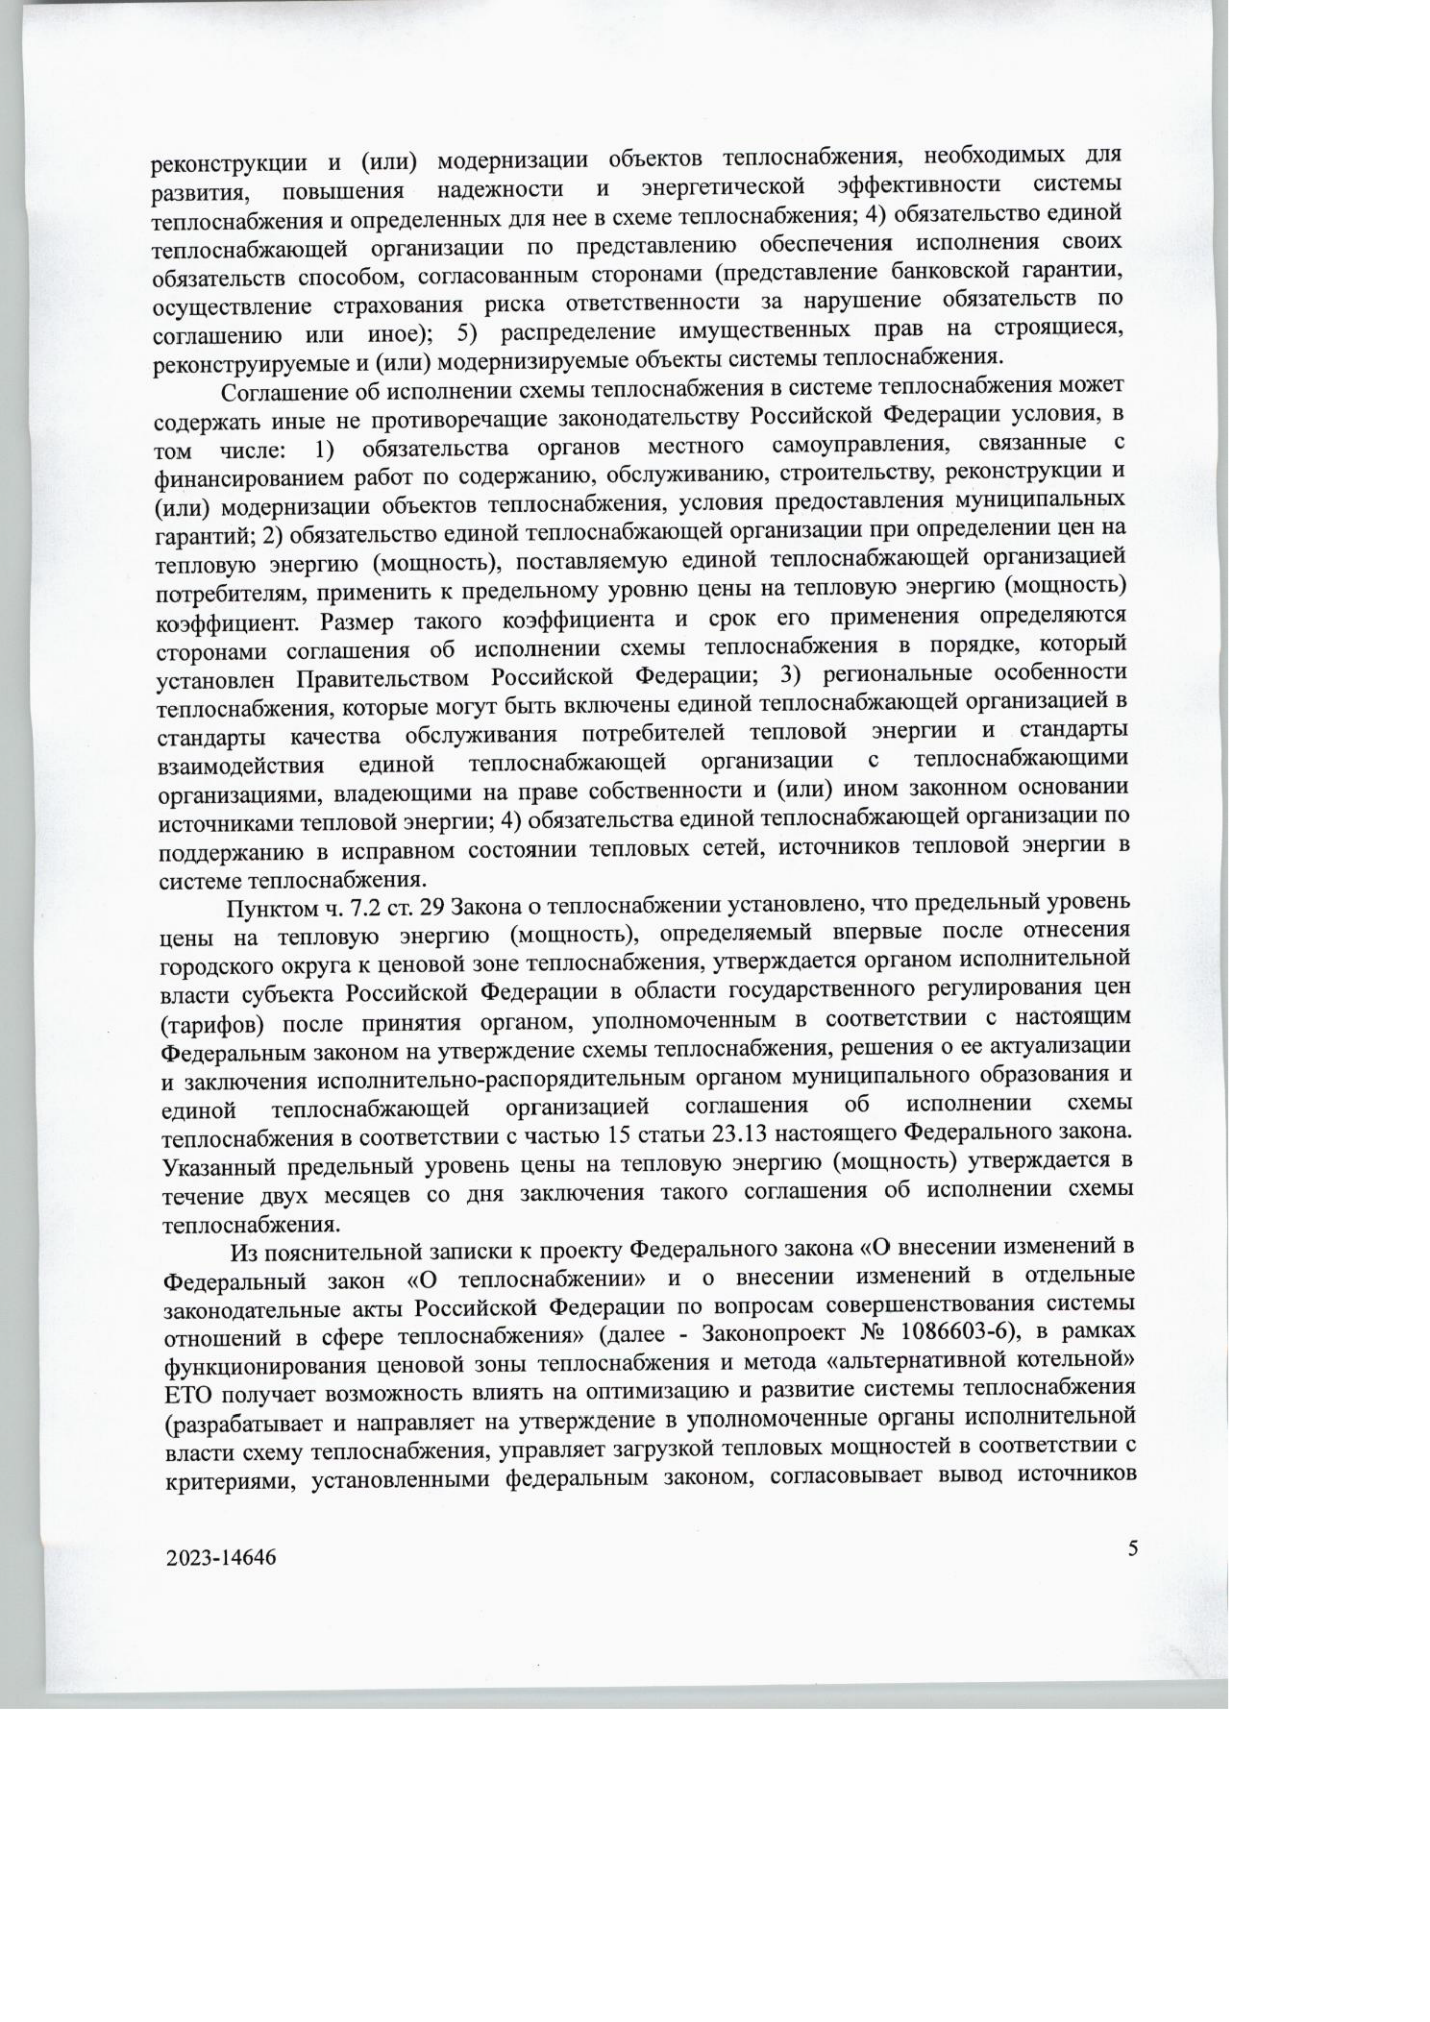 реконструкции и (или) модернизации объектов теплоснабжения, необходимых для
развития, повышения надежности и энергетической эффективности системы
теплоснабжения и определенных для нее в схеме теплоснабжения; 4) обязательство единой
теплоснабжающей организации по представлению обеспечения исполнения своих
обязательств способом, согласованным сторонами (представление банковской гарантии,
осуществление страхования риска ответственности за нарушение обязательств по
соглашению или иное); 5) распределение имущественных прав на строящиеся,
реконструируемые и (или) модернизируемые объекты системы теплоснабжения.
Соглашение об исполнении схемы теплоснабжения в системе теплоснабжения может
содержать иные не противоречащие законодательству Российской Федерации условия, в
том числе: 1) обязательства органов местного самоуправления, связанные с
финансированием работ по содержанию, обслуживанию, строительству, реконструкции и
(или) модернизации объектов теплоснабжения, условия предоставления муниципальных
гарантий; 2) обязательство единой теплоснабжающей организации при определении цен на
тепловую энергию (мощность), поставляемую единой теплоснабжающей организацией
потребителям, применить к предельному уровню цены на тепловую энергию (мощность)
коэффициент. Размер такого коэффициента и срок его применения определяются
сторонами соглашения об исполнении схемы теплоснабжения в порядке, который
установлен Правительством Российской Федерации; 3) региональные особенности
теплоснабжения, которые могут быть включены единой теплоснабжающей организацией в
стандарты качества обслуживания потребителей тепловой энергии и стандарты
взаимодействия единой теплоснабжающей организации с теплоснабжающими
организациями, владеющими на праве собственности и (или) ином законном основании
источниками тепловой энергии; 4) обязательства единой теплоснабжающей организации по
поддержанию в исправном состоянии тепловых сетей, источников тепловой энергии в
системе теплоснабжения.
Пунктом ч. 7.2 ст. 29 Закона о теплоснабжении установлено, что предельный уровень
цены на тепловую энергию (мощность), определяемый впервые после отнесения
городского округа к ценовой зоне теплоснабжения, утверждается органом исполнительной
власти субъекта Российской Федерации в области государственного регулирования цен
(тарифов) после принятия органом, уполномоченным в соответствии с настоящим
Федеральным законом на утверждение схемы теплоснабжения, решения о ее актуализации
и заключения исполнительно-распорядительным органом муниципального образования и
единой теплоснабжающей организацией соглашения об исполнении схемы
теплоснабжения в соответствии с частью 15 статьи 23.13 настоящего Федерального закона.
Указанный предельный уровень цены на тепловую энергию (мощность) утверждается в
течение двух месяцев со дня заключения такого соглашения об исполнении схемы
теплоснабжения.
Из пояснительной записки к проекту Федерального закона «О внесении изменений в
Федеральный закон «О теплоснабжении» и о внесении изменений в отдельные
законодательные акты Российской Федерации по вопросам совершенствования системы
отношений в сфере теплоснабжения» (далее - Законопроект № 1086603-6), в рамках
функционирования ценовой зоны теплоснабжения и метода «альтернативной котельной»
ЕТО получает возможность влиять на оптимизацию и развитие системы теплоснабжения
(разрабатывает и направляет на утверждение в уполномоченные органы исполнительной
власти схему теплоснабжения, управляет загрузкой тепловых мощностей в соответствии с
критериями, установленными федеральным законом, согласовывает вывод источников
2023-14646
5